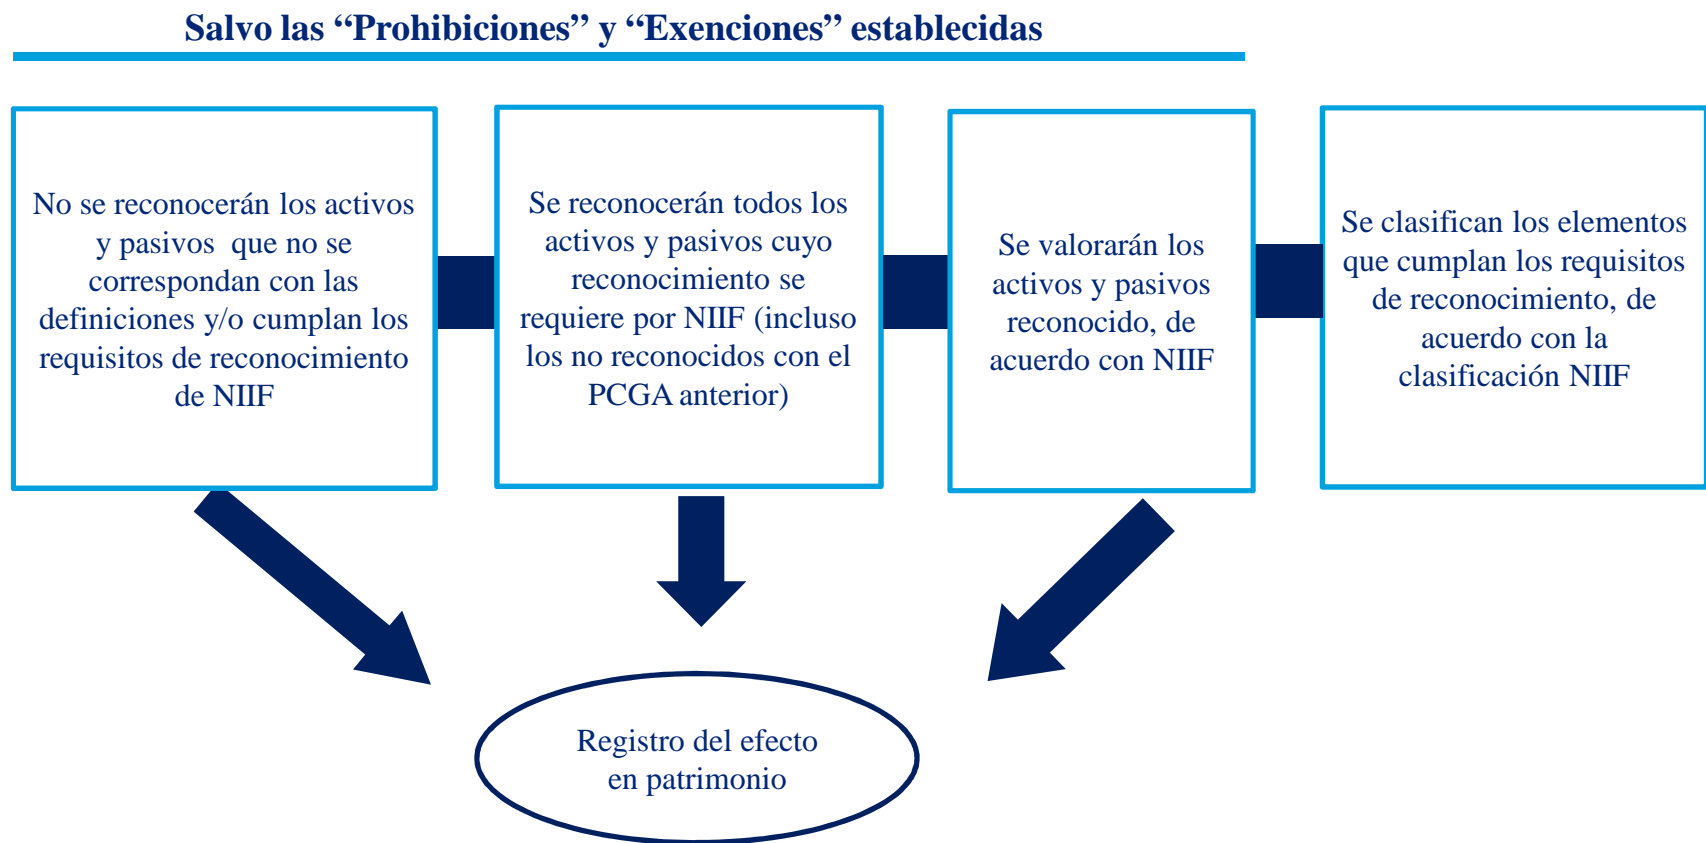 Salvo las “Prohibiciones” y “Exenciones” establecidas
No se reconocerán los activos
y pasivos  que no se
correspondan con las
definiciones y/o cumplan los
requisitos de reconocimiento
de NIIF
Se reconocerán todos los
activos y pasivos cuyo
reconocimiento se
requiere por NIIF (incluso
los no reconocidos con el
PCGA anterior)
Se valorarán los
activos y pasivos
reconocido, de
acuerdo con NIIF
Se clasifican los elementos
que cumplan los requisitos
de reconocimiento, de
acuerdo con la
clasificación NIIF
Registro del efecto
en patrimonio